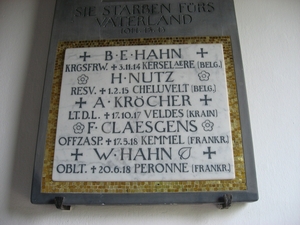 SIE STARBEN FÜRS
VATERLAND
B·E·HAHN
KRGSFRW. + 3.11.14 KERSELAERE (BELG.)
H·NUTZ
RESV. + 1.2.15 CHELUVELT (BELG.)
A·KRÖCHER
LT.D.L. + 17.10.17 VELDES (KRAIN)
F·CLAESGENS
OFFZASP. + 17.5.18 KEMMEL (FRANKR.)
W·HAHN
OBLT. + 20.6.18 PERONNE (FRANKR.)